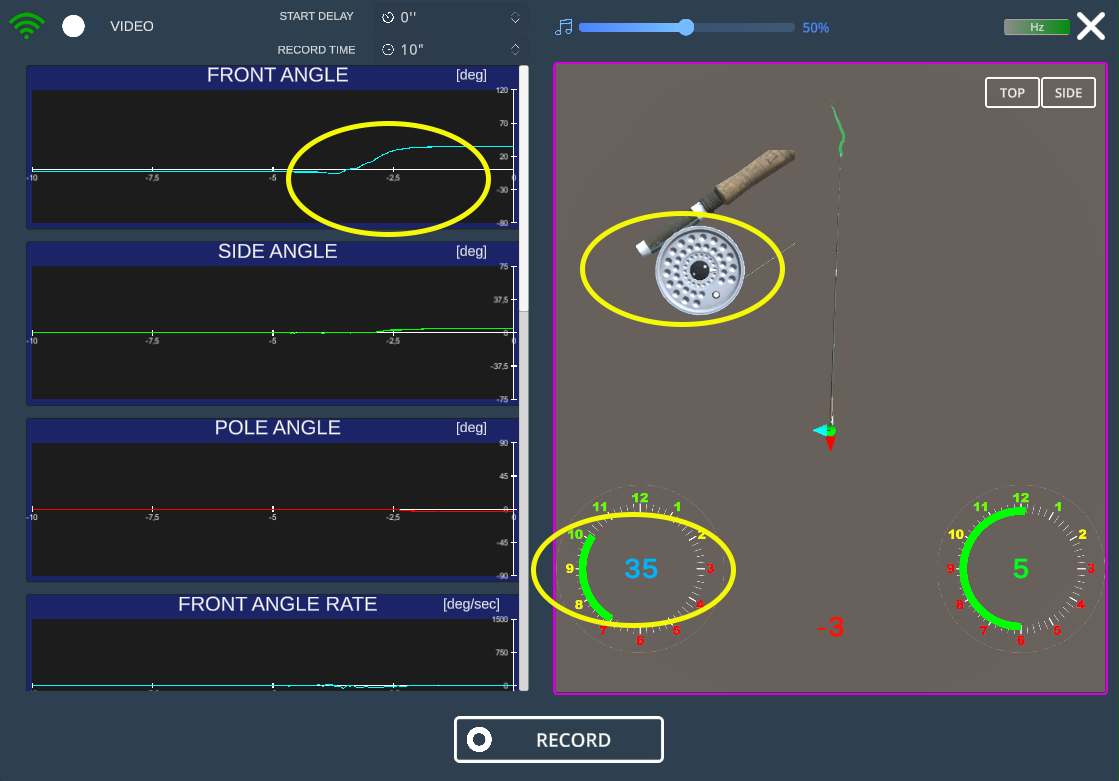 VIDEO
START DELAY
0''
RECORD TIME
10"
50%
Hz
FRONT ANGLE [deg]
120
70
20
-30
-80
-10 -7,5 -5 -2,5 0
SIDE ANGLE [deg]
75
37,5
0
-37,5
-75
-10 -7,5 -5 -2,5 0
POLE ANGLE [deg]
90
45
0
-45
-90
-10 -7,5 -5 -2,5 0
FRONT ANGLE RATE [deg/sec]
1500
750
0
TOP SIDE
12
11 1
10 2
9 35 3
8 4
7 5
6
-3
12
11 1
10 2
9 5 3
8 4
7 5
6
RECORD